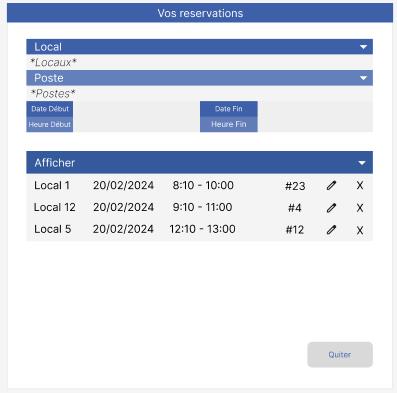 Vos reservations
Local
*Locaux*
Poste
*Postes*
Date Début Date Fin
Heure Début Heure Fin
Afficher
Local 1 20/02/2024 8:10 - 10:00 #23 X
Local 12 20/02/2024 9:10 - 11:00 #4 X
Local 5 20/02/2024 12:10 - 13:00 #12 X
Quiter